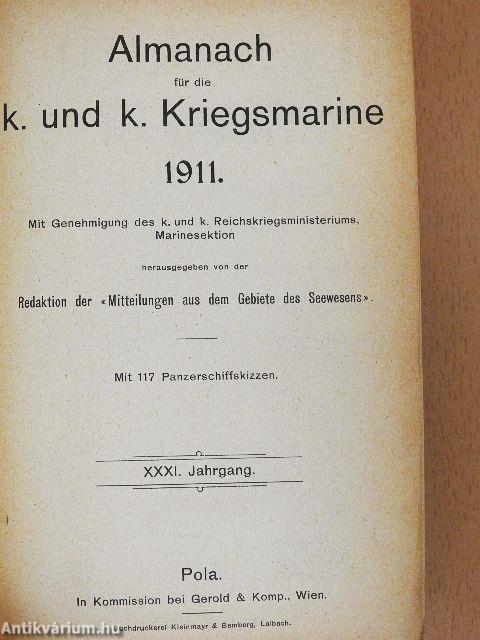 Almanach
für die
k. und k. Kriegsmarine
1911.
Mit Genehmigung des k. und k. Reichskriegsministeriums,
Marinesektion
herausgegeben von der
Redaktion der «Mitteilungen aus dem Gebiete des Seewesens».
Mit 117 Panzerschiffskizzen.
XXXI. Jahrgang.
Pola.
In Kommission bei Gerold & Komp., Wien.
Kleinmayr & Bamberg, Laibach.
Antikvárium.hu